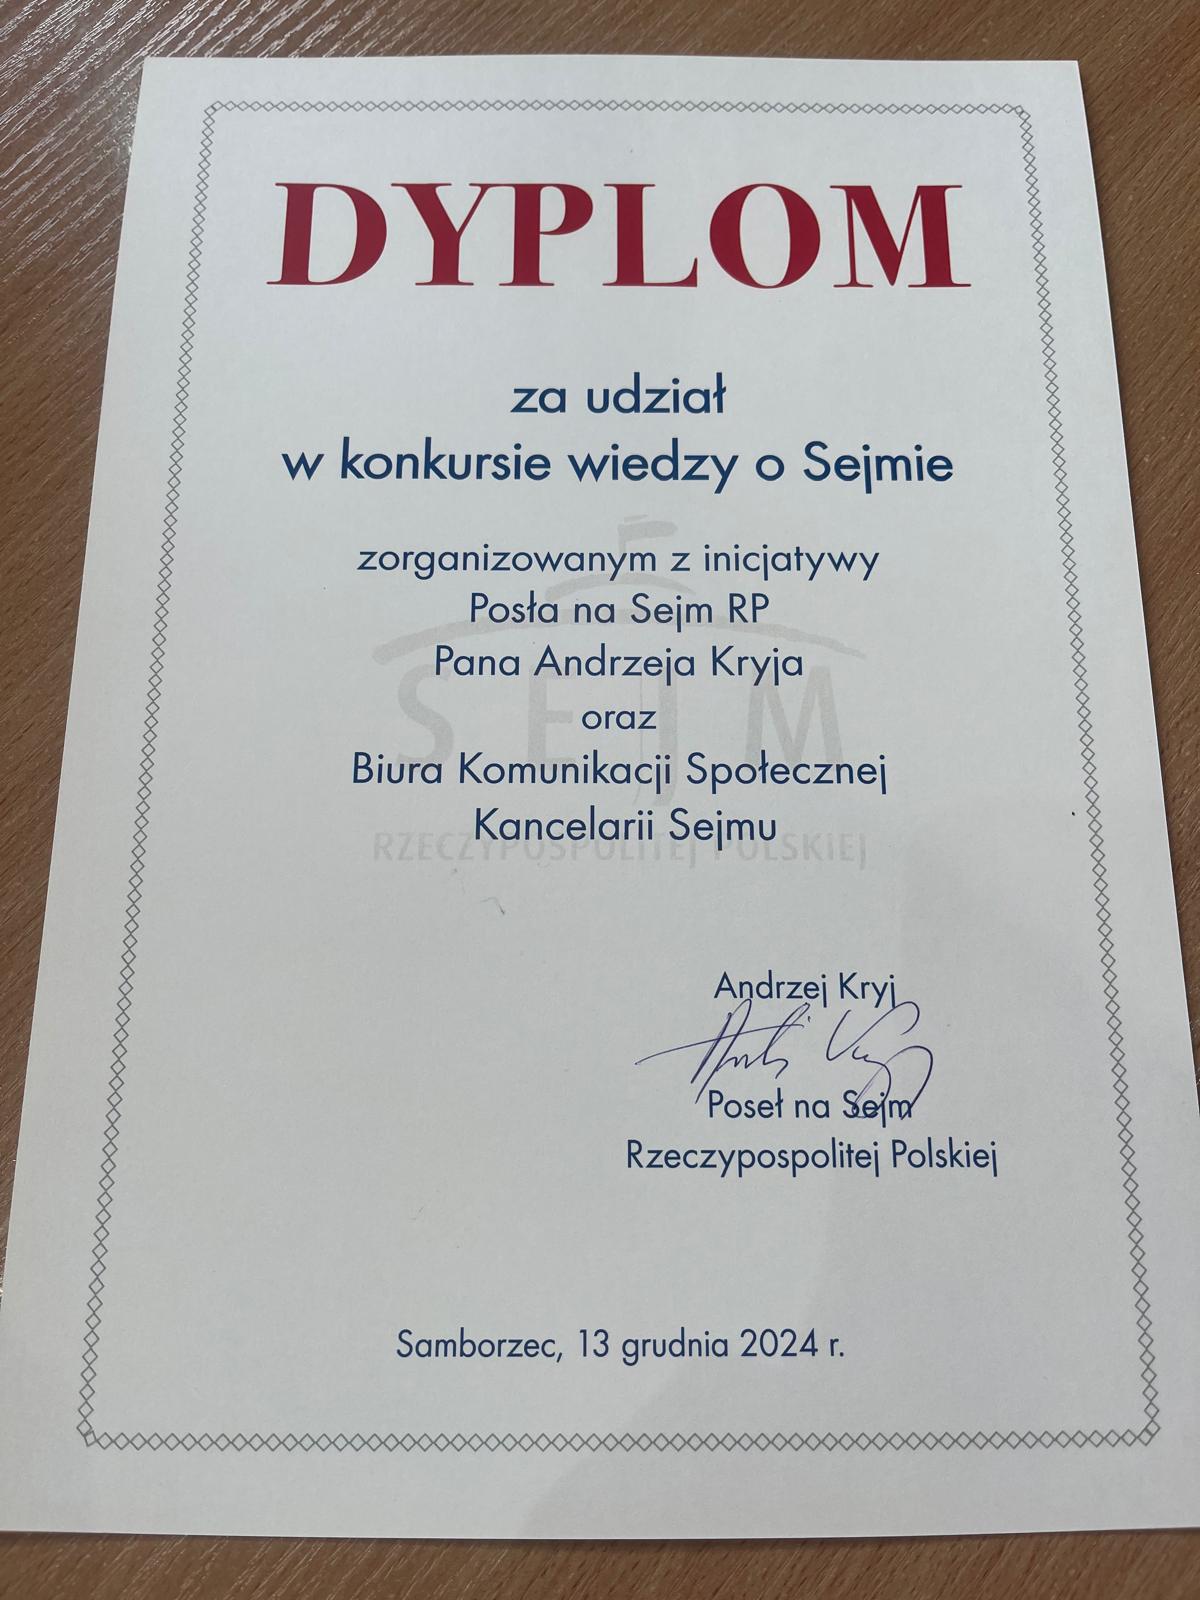 DYPLOM
za udział
w konkursie wiedzy o Sejmie
zorganizowanym z inicjatywy
Posła na Sejm RP
Pana Andrzeja Kryja
oraz
Biura Komunikacji Społecznej
Kancelarii Sejmu
SEJM
RZECZYPOSPOLITEJ POLSKIEJ
Andrzej Kryj
Poseł na Sejm
Rzeczypospolitej Polskiej
Samborzec, 13 grudnia 2024 r.